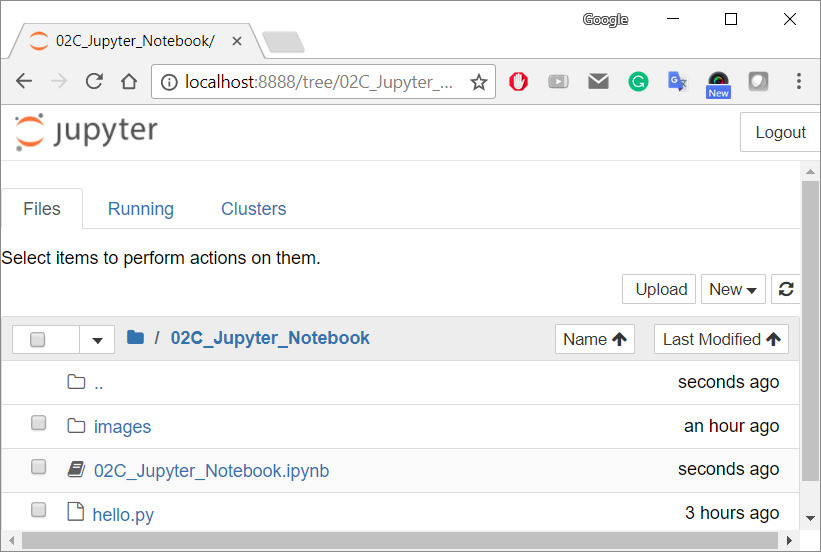 Google
02C_Jupyter_Notebook/
localhost:8888/tree/02C_Jupyter_...
New
jupyter
Logout
Files Running Clusters
Select items to perform actions on them.
Upload New
/ 02C_Jupyter_Notebook Name Last Modified
.. seconds ago
images an hour ago
02C_Jupyter_Notebook.ipynb seconds ago
hello.py 3 hours ago